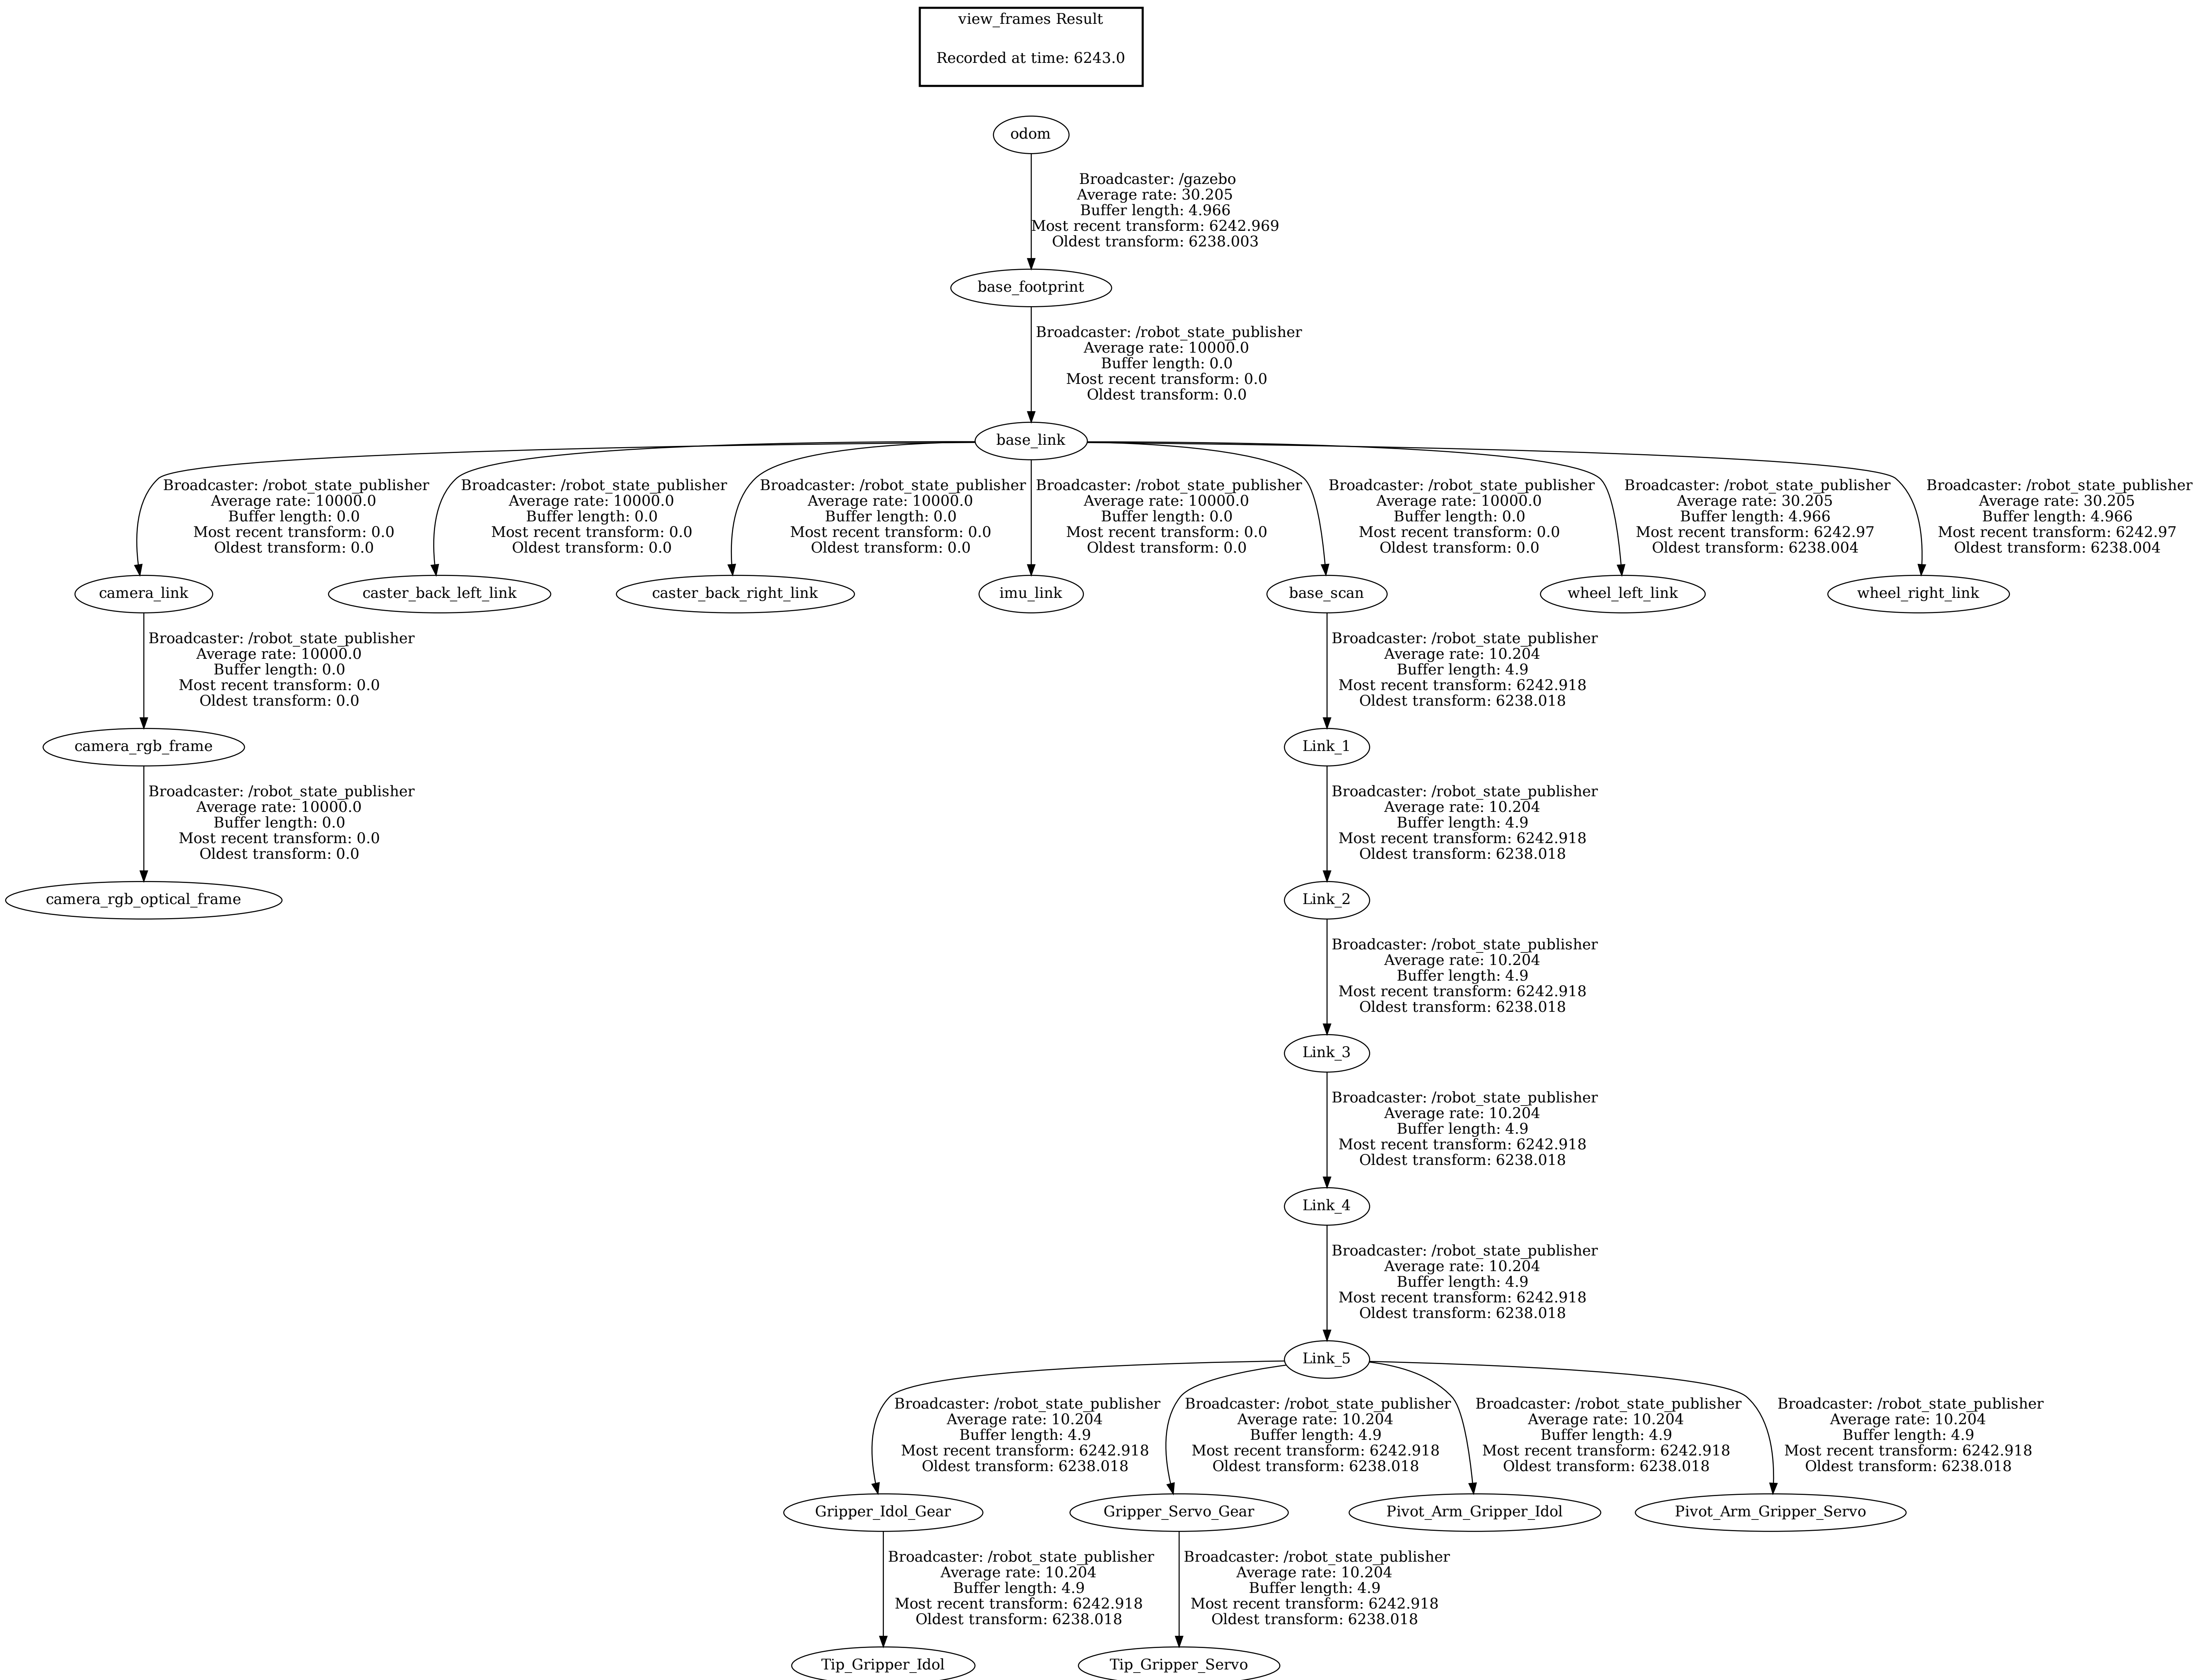 view_frames Result
Recorded at time: 6243.0
odom
Broadcaster: /gazebo
Average rate: 30.205
Buffer length: 4.966
Most recent transform: 6242.969
Oldest transform: 6238.003
base_footprint
Broadcaster: /robot_state_publisher
Average rate: 10000.0
Buffer length: 0.0
Most recent transform: 0.0
Oldest transform: 0.0
base_link
Broadcaster: /robot_state_publisher
Average rate: 10000.0
Buffer length: 0.0
Most recent transform: 0.0
Oldest transform: 0.0
Broadcaster: /robot_state_publisher
Average rate: 10000.0
Buffer length: 0.0
Most recent transform: 0.0
Oldest transform: 0.0
Broadcaster: /robot_state_publisher
Average rate: 10000.0
Buffer length: 0.0
Most recent transform: 0.0
Oldest transform: 0.0
Broadcaster: /robot_state_publisher
Average rate: 10000.0
Buffer length: 0.0
Most recent transform: 0.0
Oldest transform: 0.0
Broadcaster: /robot_state_publisher
Average rate: 10000.0
Buffer length: 0.0
Most recent transform: 0.0
Oldest transform: 0.0
Broadcaster: /robot_state_publisher
Average rate: 30.205
Buffer length: 4.966
Most recent transform: 6242.97
Oldest transform: 6238.004
Broadcaster: /robot_state_publisher
Average rate: 30.205
Buffer length: 4.966
Most recent transform: 6242.97
Oldest transform: 6238.004
camera_link
caster_back_left_link
caster_back_right_link
imu_link
base_scan
wheel_left_link
wheel_right_link
Broadcaster: /robot_state_publisher
Average rate: 10000.0
Buffer length: 0.0
Most recent transform: 0.0
Oldest transform: 0.0
Broadcaster: /robot_state_publisher
Average rate: 10.204
Buffer length: 4.9
Most recent transform: 6242.918
Oldest transform: 6238.018
camera_rgb_frame
Link_1
Broadcaster: /robot_state_publisher
Average rate: 10000.0
Buffer length: 0.0
Most recent transform: 0.0
Oldest transform: 0.0
Broadcaster: /robot_state_publisher
Average rate: 10.204
Buffer length: 4.9
Most recent transform: 6242.918
Oldest transform: 6238.018
camera_rgb_optical_frame
Link_2
Broadcaster: /robot_state_publisher
Average rate: 10.204
Buffer length: 4.9
Most recent transform: 6242.918
Oldest transform: 6238.018
Link_3
Broadcaster: /robot_state_publisher
Average rate: 10.204
Buffer length: 4.9
Most recent transform: 6242.918
Oldest transform: 6238.018
Link_4
Broadcaster: /robot_state_publisher
Average rate: 10.204
Buffer length: 4.9
Most recent transform: 6242.918
Oldest transform: 6238.018
Link_5
Broadcaster: /robot_state_publisher
Average rate: 10.204
Buffer length: 4.9
Most recent transform: 6242.918
Oldest transform: 6238.018
Broadcaster: /robot_state_publisher
Average rate: 10.204
Buffer length: 4.9
Most recent transform: 6242.918
Oldest transform: 6238.018
Broadcaster: /robot_state_publisher
Average rate: 10.204
Buffer length: 4.9
Most recent transform: 6242.918
Oldest transform: 6238.018
Broadcaster: /robot_state_publisher
Average rate: 10.204
Buffer length: 4.9
Most recent transform: 6242.918
Oldest transform: 6238.018
Gripper_Idol_Gear
Gripper_Servo_Gear
Pivot_Arm_Gripper_Idol
Pivot_Arm_Gripper_Servo
Broadcaster: /robot_state_publisher
Average rate: 10.204
Buffer length: 4.9
Most recent transform: 6242.918
Oldest transform: 6238.018
Broadcaster: /robot_state_publisher
Average rate: 10.204
Buffer length: 4.9
Most recent transform: 6242.918
Oldest transform: 6238.018
Tip_Gripper_Idol
Tip_Gripper_Servo